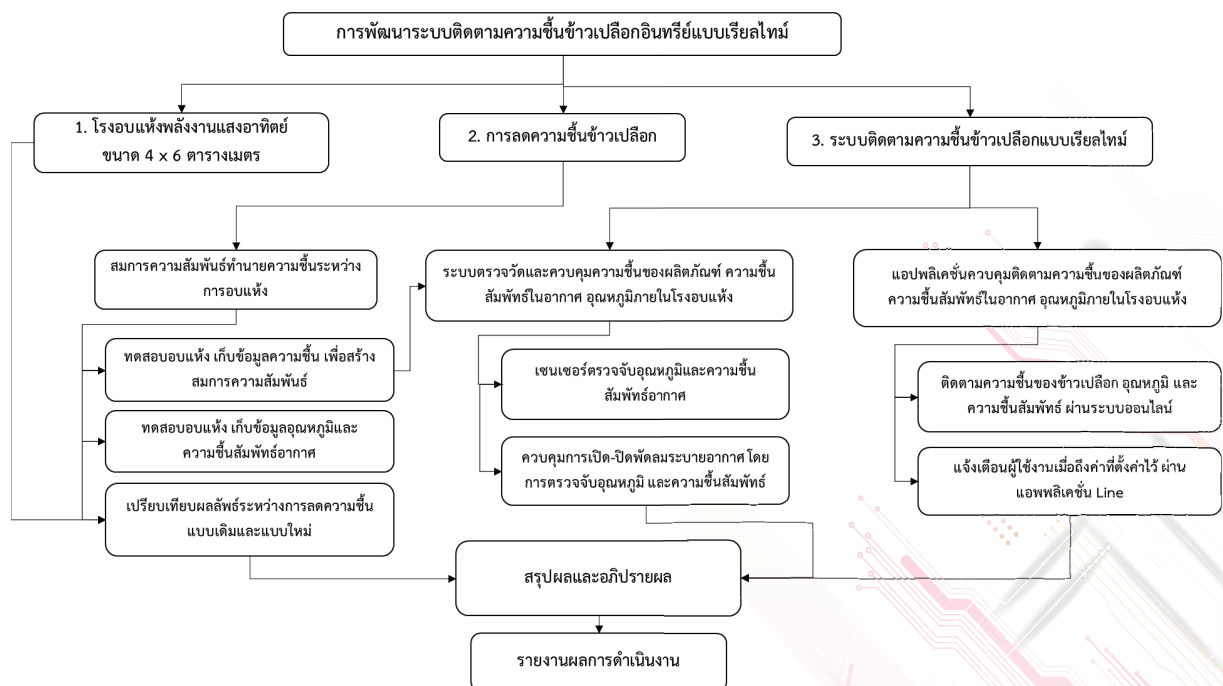 การพัฒนาระบบติดตามความชื้นข้าวเปลือกอินทรีย์แบบเรียลไทม์
1. โรงอบแห้งพลังงานแสงอาทิตย์
ขนาด 4 x 6 ตารางเมตร
2. การลดความชื้นข้าวเปลือก
3. ระบบติดตามความชื้นข้าวเปลือกแบบเรียลไทม์
สมการความสัมพันธ์ทำนายความชื้นระหว่าง
การอบแห้ง
ทดสอบอบแห้ง เก็บข้อมูลความชื้น เพื่อสร้าง
สมการความสัมพันธ์
ทดสอบอบแห้ง เก็บข้อมูลอุณหภูมิและ
ความชื้นสัมพัทธ์อากาศ
เปรียบเทียบผลลัพธ์ระหว่างการลดความชื้น
แบบเดิมและแบบใหม่
ระบบตรวจวัดและควบคุมความชื้นของผลิตภัณฑ์ ความชื้น
สัมพัทธ์ในอากาศ อุณหภูมิภายในโรงอบแห้ง
เซนเซอร์ตรวจจับอุณหภูมิและความชื้น
สัมพัทธ์อากาศ
ควบคุมการเปิด-ปิดพัดลมระบายอากาศ โดย
การตรวจจับอุณหภูมิ และความชื้นสัมพัทธ์
แอปพลิเคชั่นควบคุมติดตามความชื้นของผลิตภัณฑ์
ความชื้นสัมพัทธ์ในอากาศ อุณหภูมิภายในโรงอบแห้ง
ติดตามความชื้นของข้าวเปลือก อุณหภูมิ และ
ความชื้นสัมพัทธ์ ผ่านระบบออนไลน์
แจ้งเตือนผู้ใช้งานเมื่อถึงค่าที่ตั้งค่าไว้ ผ่าน
แอพพลิเคชั่น Line
สรุปผลและอภิปรายผล
รายงานผลการดำเนินงาน